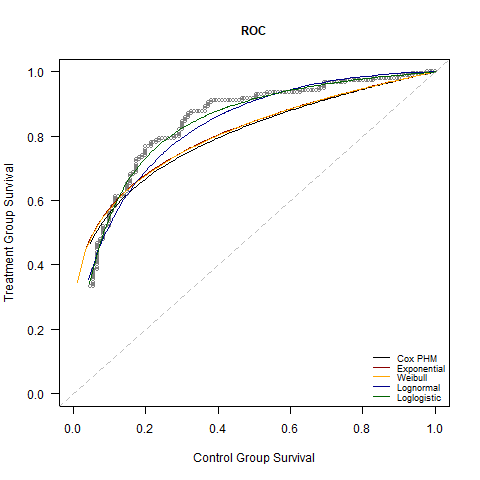 ROC
Treatment Group Survival
1.0
0.8
0.6
0.4
0.2
0.0
0.0 0.2 0.4 0.6 0.8 1.0
Control Group Survival
Cox PHM
Exponential
Weibull
Lognormal
Loglogistic